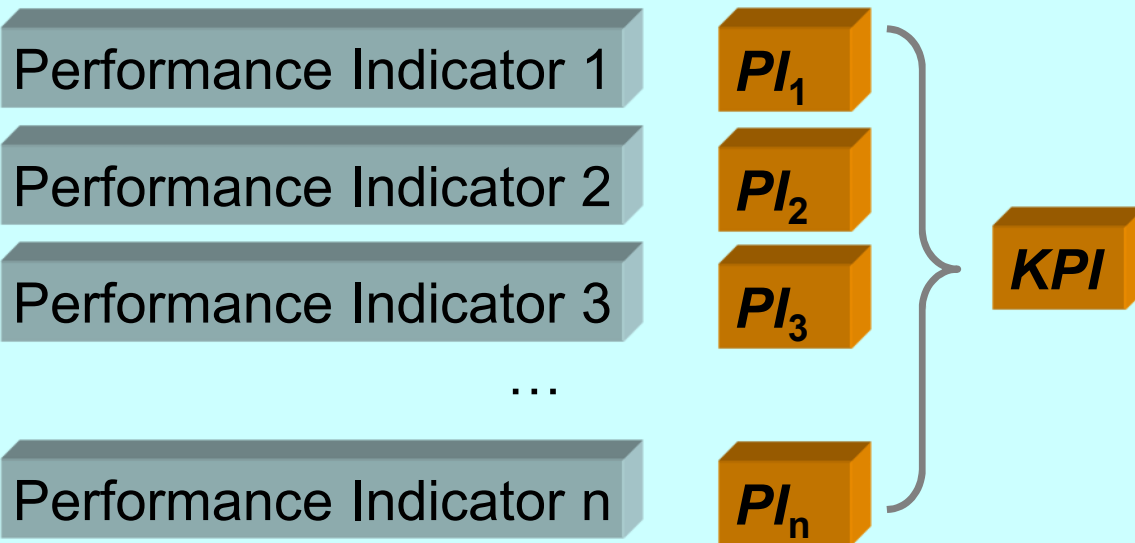 Performance Indicator 1 PI₁
Performance Indicator 2 PI₂
Performance Indicator 3 PI₃
KPI
…
Performance Indicator n PIₙ